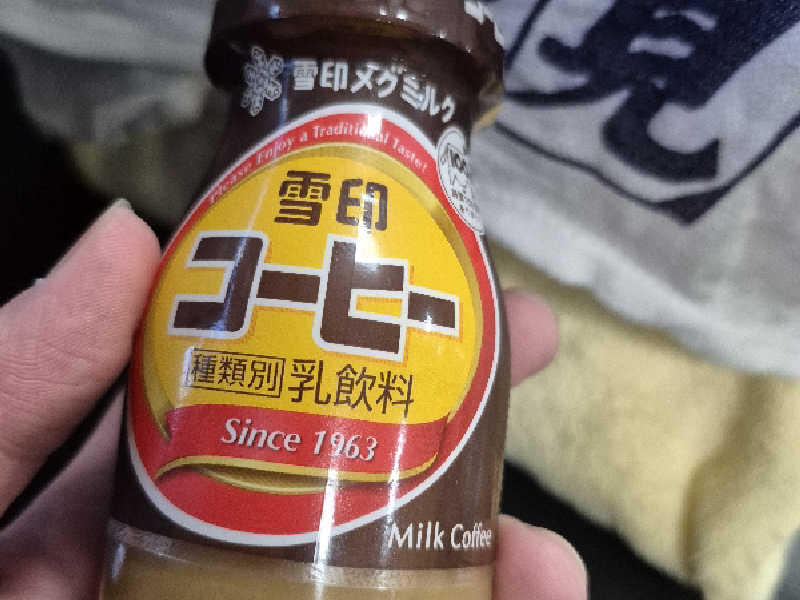 雪印メグミルク
Please Enjoy a Traditional Taste!
雪印
コーヒー
種類別 乳飲料
Since 1963
Milk Coffee
見